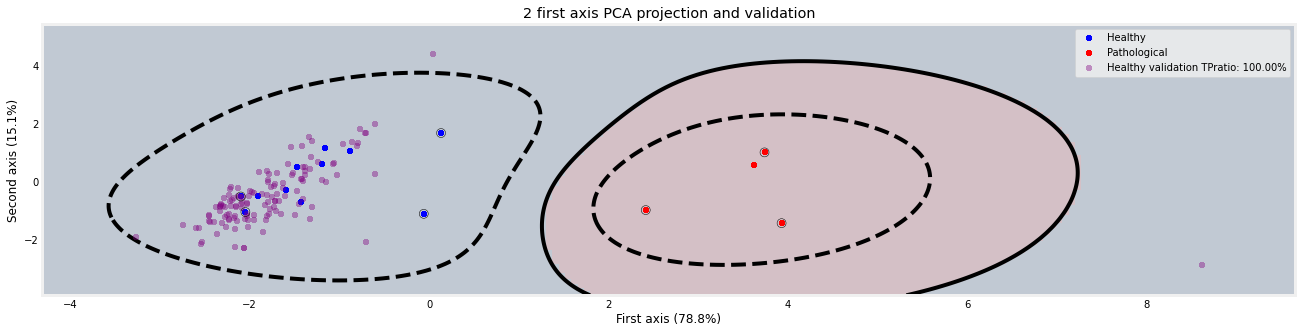 2 first axis PCA projection and validation
Healthy
Pathological
Healthy validation TPratio: 100.00%
Second axis (15.1%)
4
2
0
−2
−4
−2
0
2
4
6
8
First axis (78.8%)